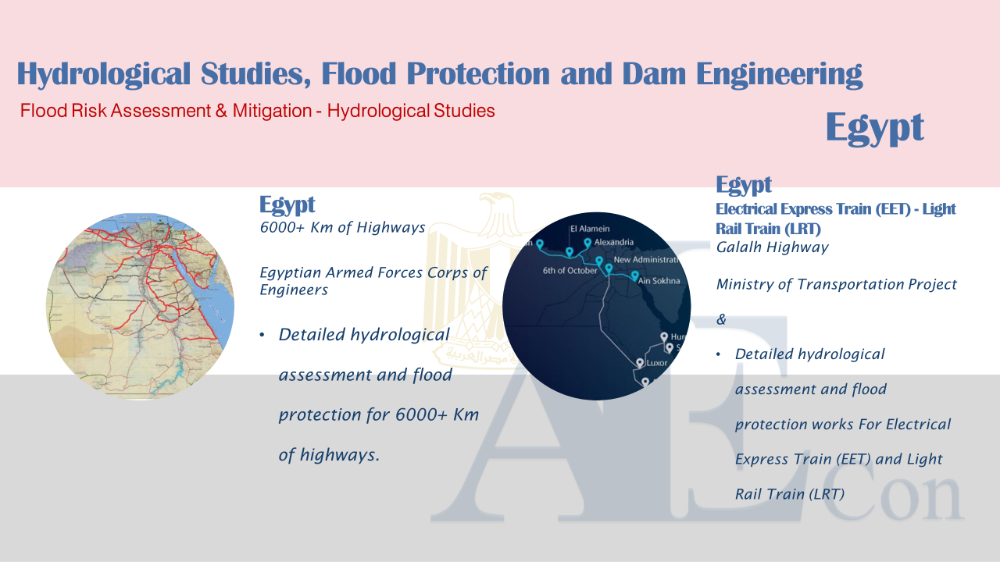 Hydrological Studies, Flood Protection and Dam Engineering
Flood Risk Assessment & Mitigation - Hydrological Studies
Egypt
Egypt
6000+ Km of Highways
Egyptian Armed Forces Corps of
Engineers
• Detailed hydrological
assessment and flood
protection for 6000+ Km
of highways.
El Alamein
Alexandria
New Administrati
6th of October
Ain Sokhna
Luxor
Egypt
Electrical Express Train (EET) - Light
Rail Train (LRT)
Galalh Highway
Ministry of Transportation Project
&
• Detailed hydrological
assessment and flood
protection works For Electrical
Express Train (EET) and Light
Rail Train (LRT)
AE Con